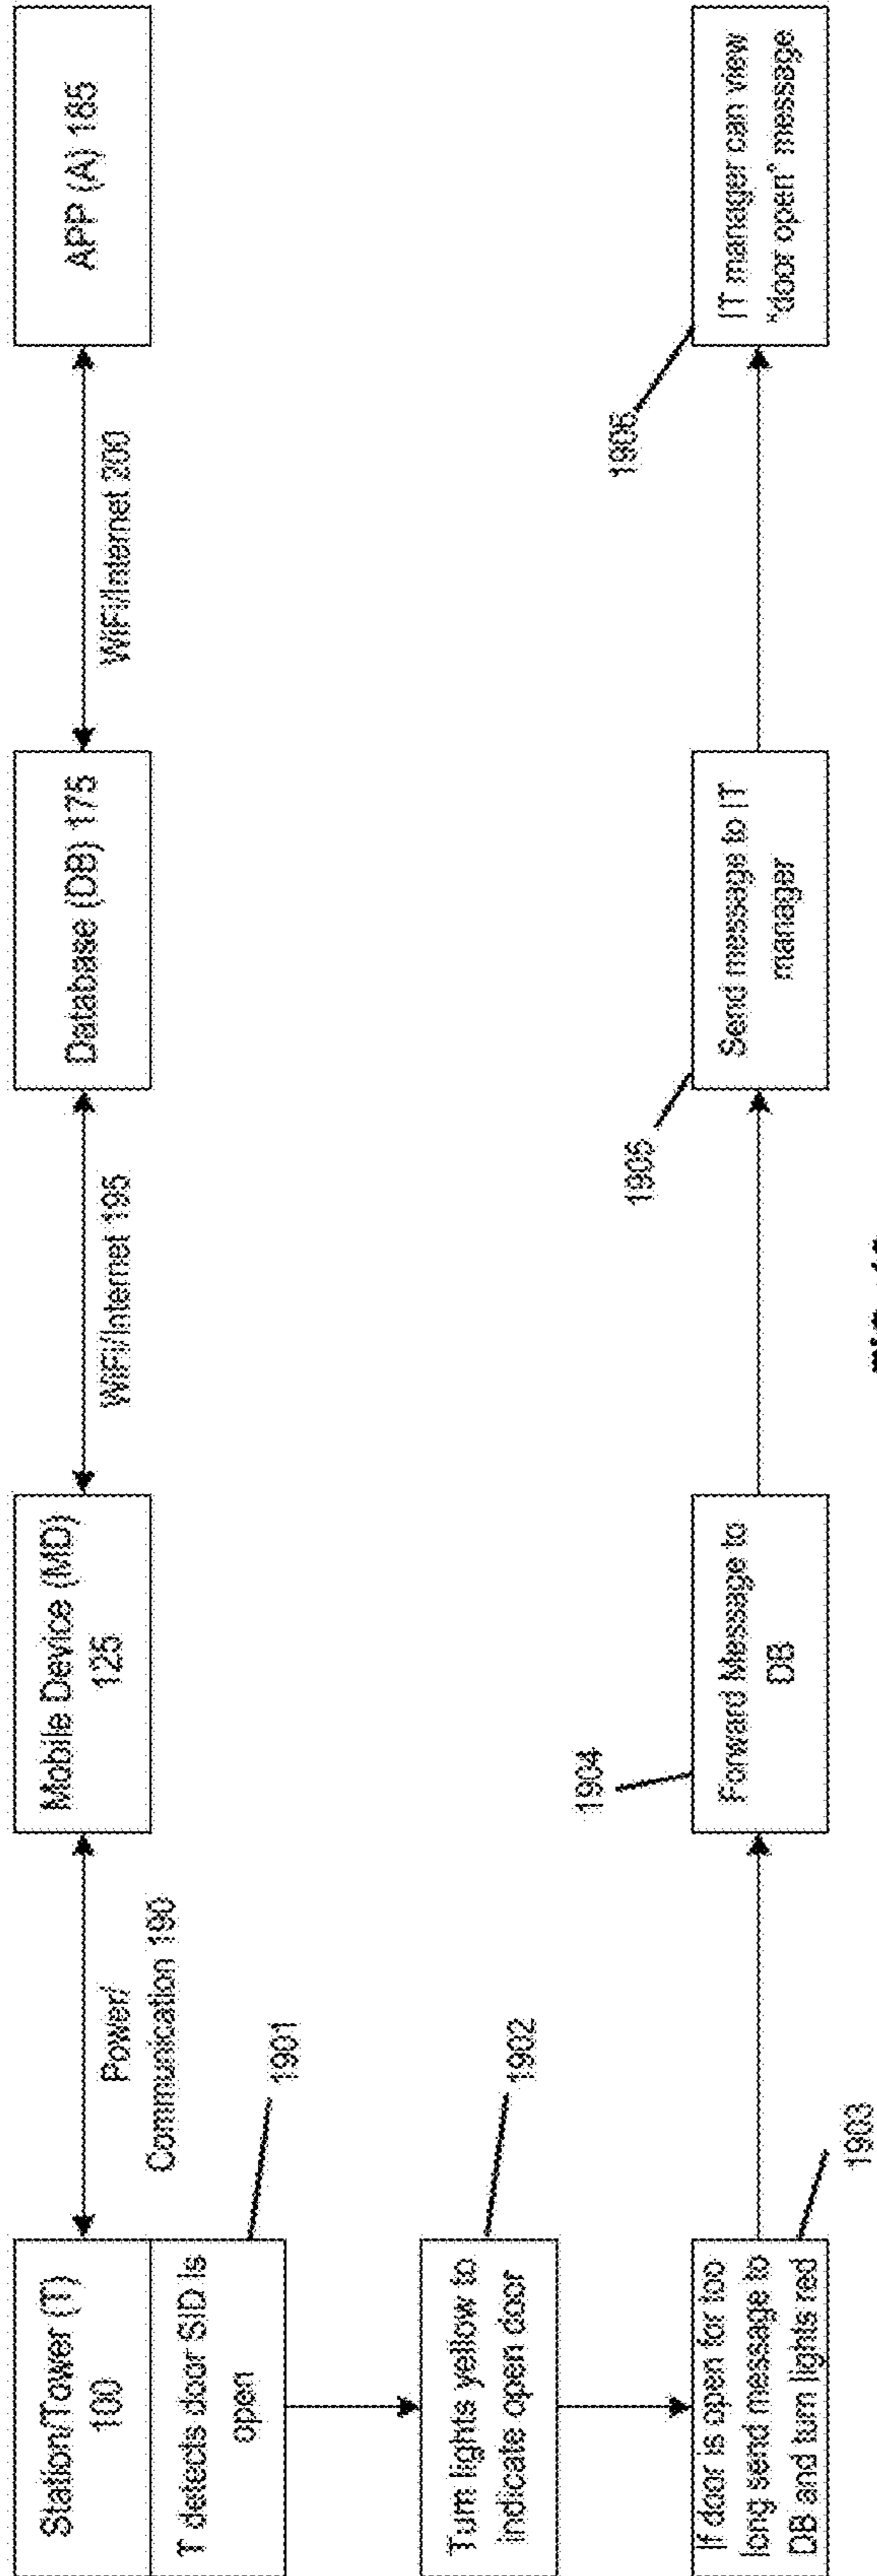 Station/Tower (T)
100
Power/
Communication 190
Mobile Device (MD)
125
WiFi/Internet 195
Database (DB) 175
WiFi/Internet 200
APP (A) 185
T detects door SID is
open
1901
Turn lights yellow to
indicate open door
1902
If door is open for too
long send message to
DB and turn lights red
1903
Forward Message to
DB
1904
Send message to IT
manager
1905
IT manager can view
"door open" message
1906